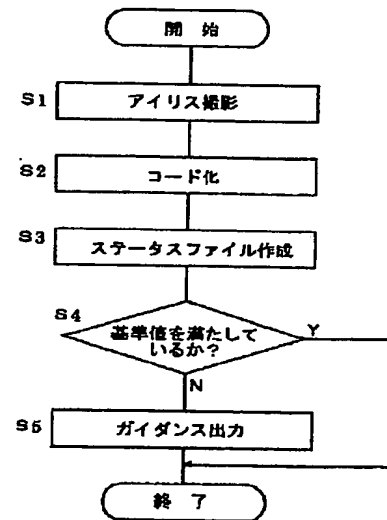 開 始
S1 アイリス撮影
S2 コード化
S3 ステータスファイル作成
S4 基準値を満たして
いるか？ Y
N
S5 ガイダンス出力
終 了